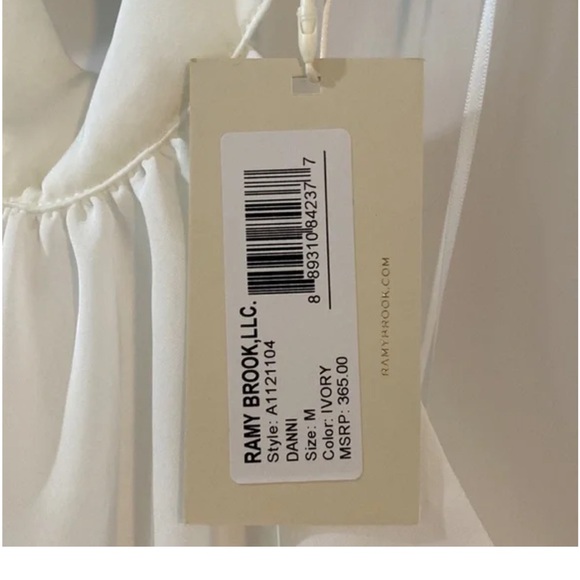 8 89310 84237 7
RAMY BROOK,LLC.
Style: A1121104
DANNI
Size: M
Color: IVORY
MSRP: 365.00
RAMYBROOK.COM